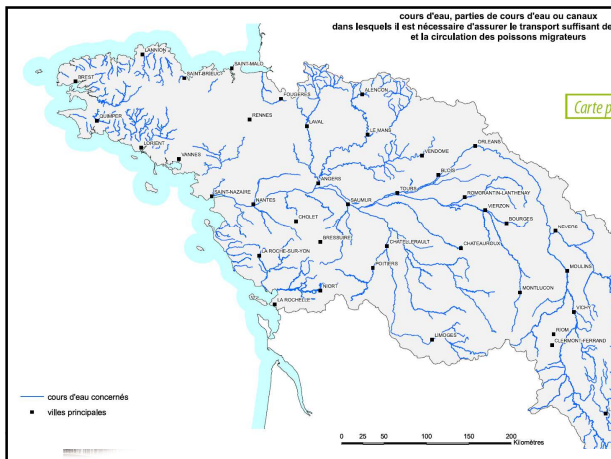 cours d'eau, parties de cours d'eau ou canaux
dans lesquels il est nécessaire d'assurer le transport suffisant de
et la circulation des poissons migrateurs
Carte p
LANNION
SAINT-MALO
SAINT-BRIEUC
BREST
FOUGERES
ALENCON
QUIMPER
RENNES
LAVAL
LE MANS
LORIENT
VANNES
VENDOME
ORLEANS
BLOIS
ANGERS
TOURS
ROMORANTIN-LANTHENAY
SAINT-NAZAIRE
NANTES
SAUMUR
VIERZON
CHOLET
BOURGES
NEVERS
BRESSUIRE
CHATELLERAULT
CHATEAUROUX
LA ROCHE-SUR-YON
POITIERS
MOULINS
NIORT
MONTLUCON
LA ROCHELLE
VICHY
LIMOGES
RIOM
CLERMONT-FERRAND
cours d'eau concernés
villes principales
0 50 100 150 200
Kilomètres